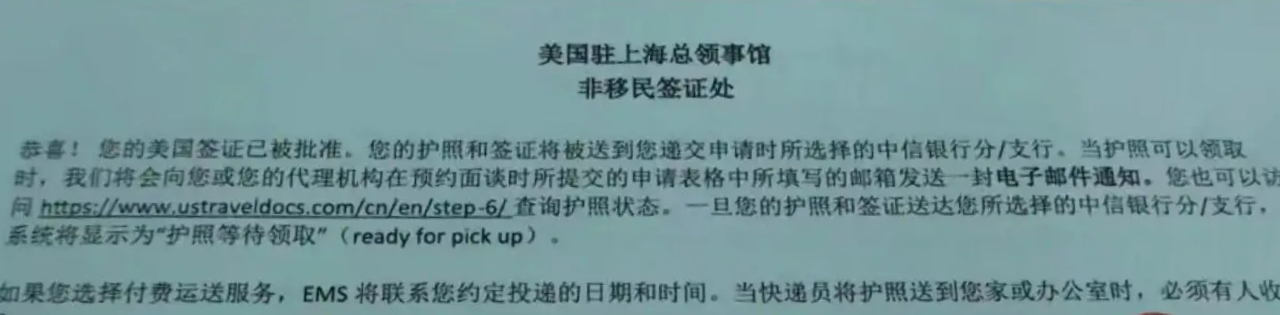 美国驻上海总领事馆
非移民签证处
恭喜！您的美国签证已被批准。您的护照和签证将被送到您递交申请时所选择的中信银行分/支行。当护照可以领取
时，我们将会向您或您的代理机构在预约面谈时所提交的申请表格中所填写的邮箱发送一封电子邮件通知。您也可以访
问 https://www.ustraveldocs.com/cn/en/step-6/ 查询护照状态。一旦您的护照和签证送达您所选择的中信银行分/支行，
系统将显示为“护照等待领取”（ready for pick up）。
如果您选择付费运送服务，EMS 将联系您约定投递的日期和时间。当快递员将护照送到您家或办公室时，必须有人收